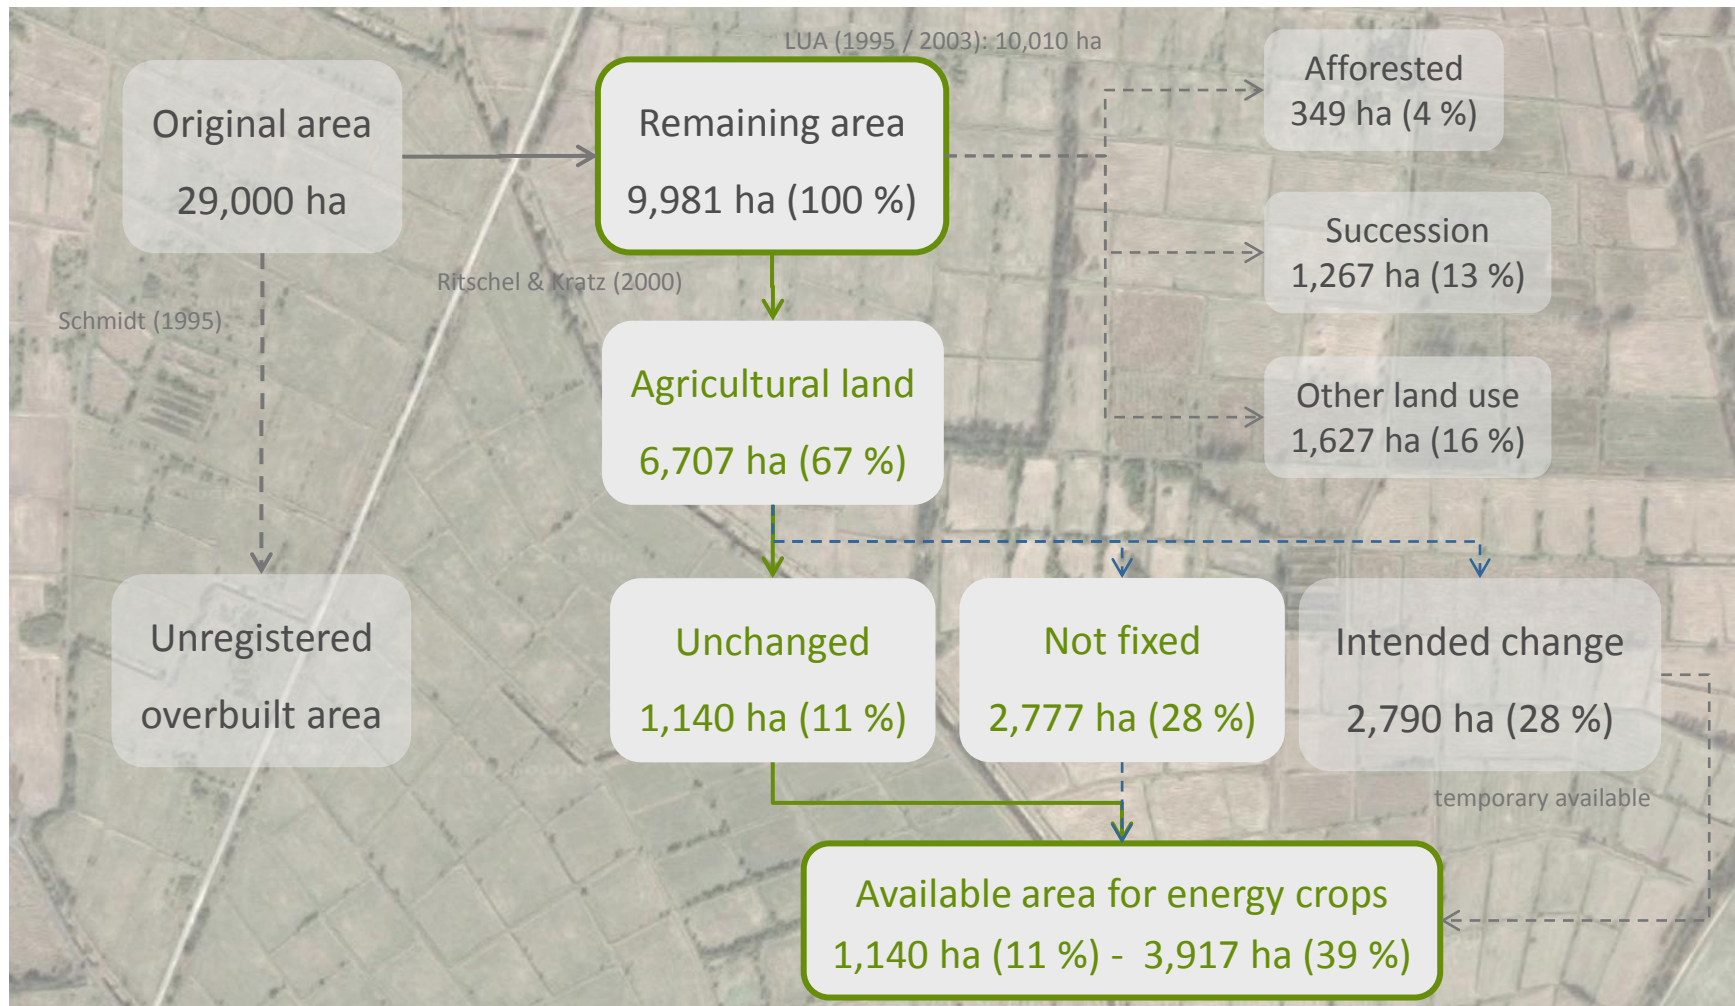 LUA (1995 / 2003): 10,010 ha
Original area
29,000 ha
Remaining area
9,981 ha (100 %)
Afforested
349 ha (4 %)
Succession
1,267 ha (13 %)
Ritschel & Kratz (2000)
Schmidt (1995)
Agricultural land
6,707 ha (67 %)
Other land use
1,627 ha (16 %)
Unregistered
overbuilt area
Unchanged
1,140 ha (11 %)
Not fixed
2,777 ha (28 %)
Intended change
2,790 ha (28 %)
temporary available
Available area for energy crops
1,140 ha (11 %) - 3,917 ha (39 %)